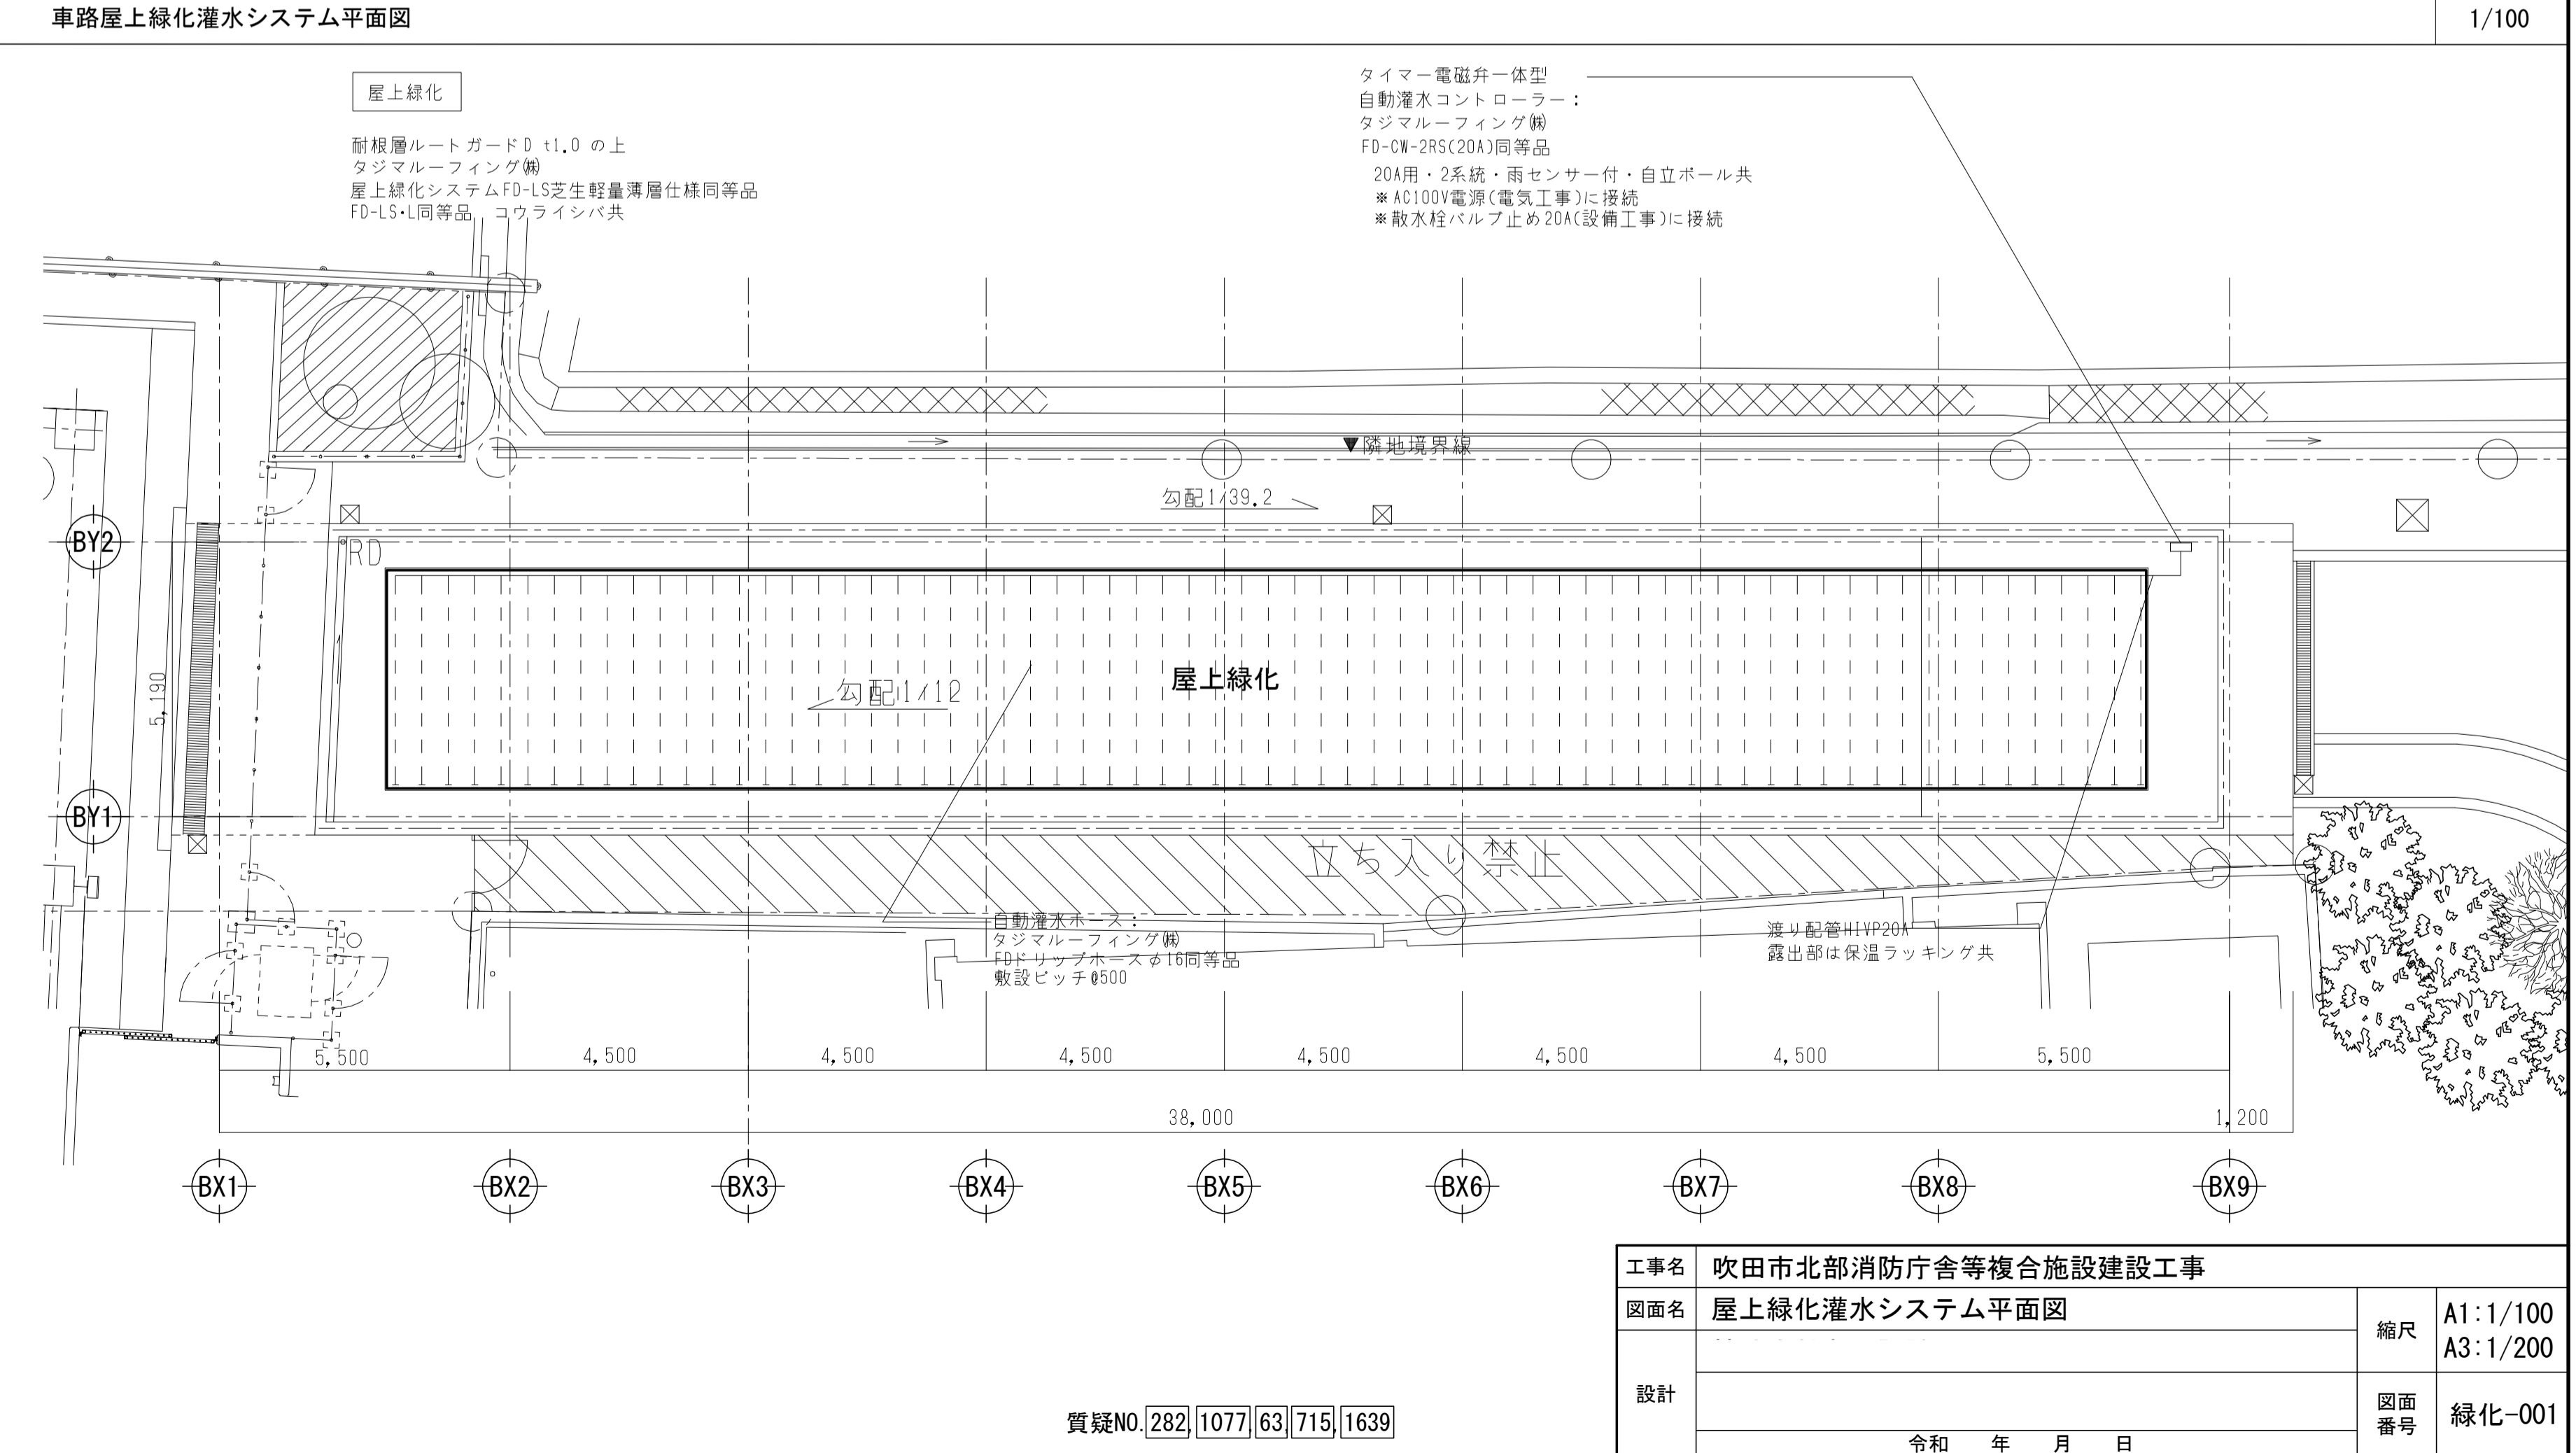 車路屋上緑化灌水システム平面図
1/100
屋上緑化
耐根層ルートガードD t1.0 の上
タジマルーフィング㈱
屋上緑化システムFD-LS芝生軽量薄層仕様同等品
FD-LS・L同等品 コウライシバ共
タイマー電磁弁一体型
自動灌水コントローラー：
タジマルーフィング㈱
FD-CW-2RS(20A)同等品
20A用・2系統・雨センサー付・自立ポール共
※AC100V電源(電気工事)に接続
※散水栓バルブ止め20A(設備工事)に接続
▼隣地境界線
勾配1/39.2
BY2
RD
5,190
勾配1/12
屋上緑化
BY1
立ち入り禁止
自動灌水ホース：
タジマルーフィング㈱
FDドリップホースφ16同等品
敷設ピッチ@500
渡り配管HIVP20A
露出部は保温ラッキング共
5,500
4,500
4,500
4,500
4,500
4,500
4,500
5,500
38,000
1,200
BX1
BX2
BX3
BX4
BX5
BX6
BX7
BX8
BX9
工事名 吹田市北部消防庁舎等複合施設建設工事
図面名 屋上緑化灌水システム平面図
縮尺
A1:1/100
A3:1/200
設計
図面
番号
緑化-001
令和 年 月 日
質疑NO.282,1077,63,715,1639